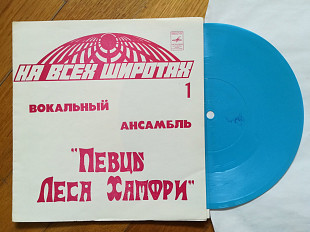 НА ВСЕХ ШИРОТАХ
1
ВОКАЛЬНЫЙ
АНСАМБЛЬ
"ПЕВЦЫ
ЛЕСА ХАМФРИ"